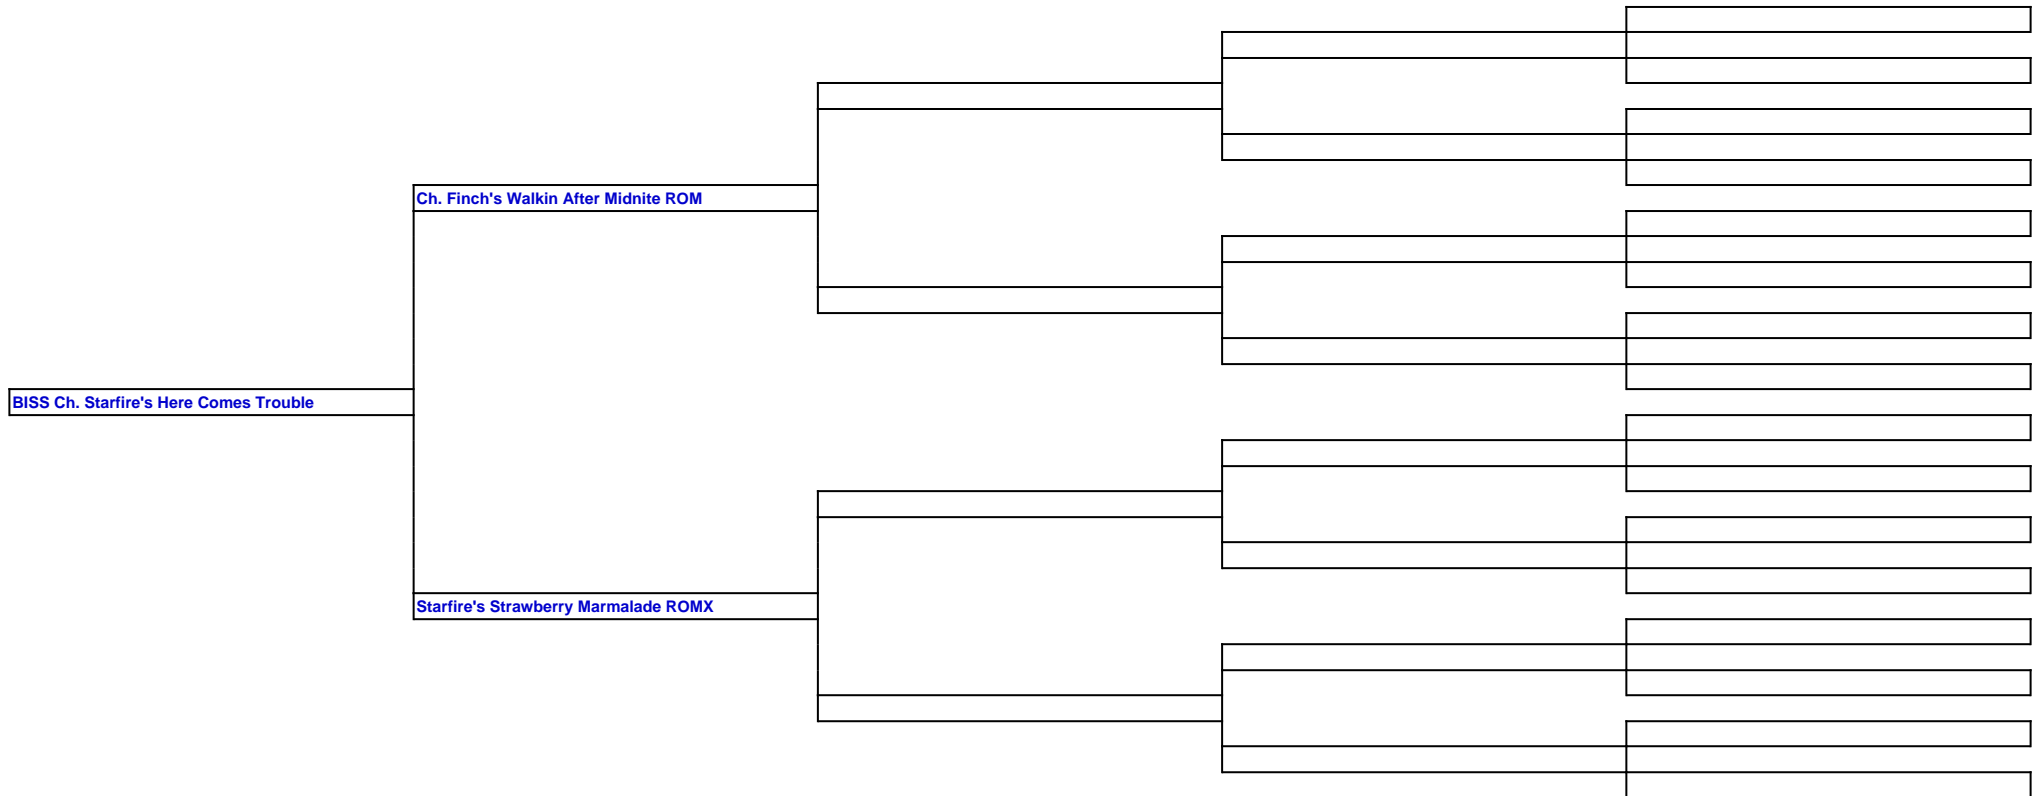 Ch. Finch's Walkin After Midnite ROM
BISS Ch. Starfire's Here Comes Trouble
Starfire's Strawberry Marmalade ROMX